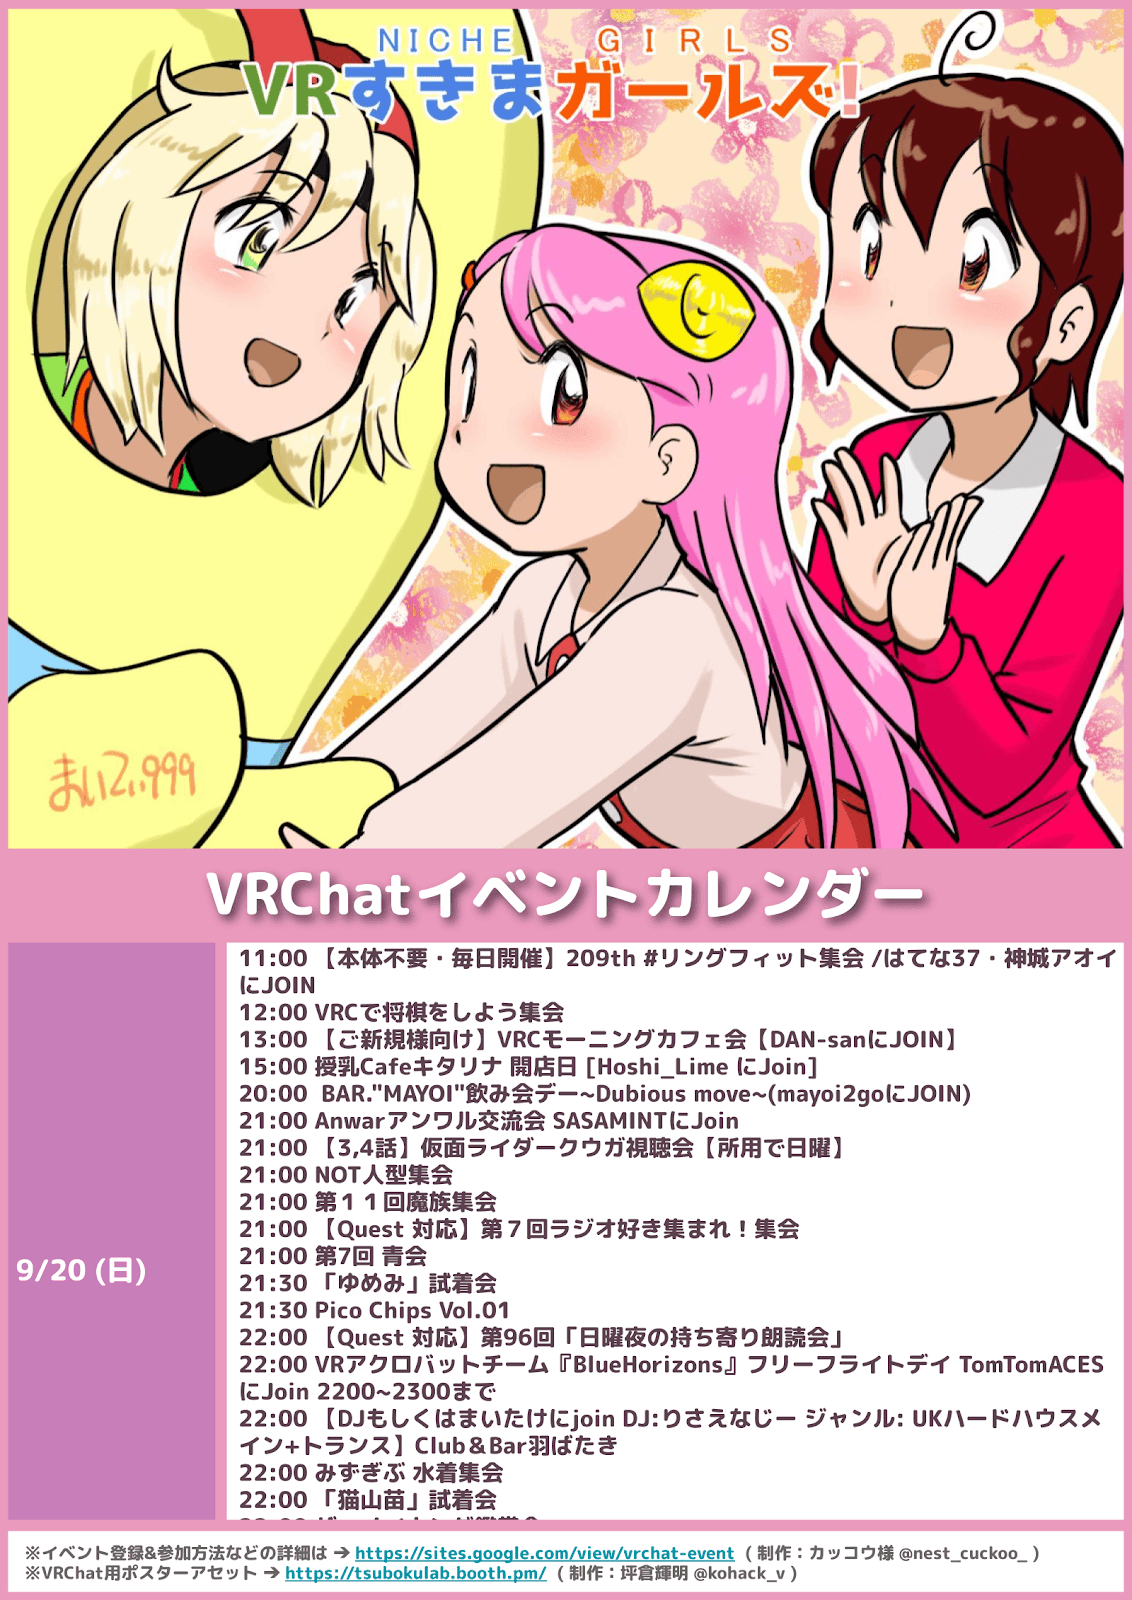 NICHE GIRLS
VRすきまガールズ!
まいてぃ999
VRChatイベントカレンダー
9/20 (日)
11:00 【本体不要・毎日開催】209th #リングフィット集会 /はてな37・神城アオイ
にJOIN
12:00 VRCで将棋をしよう集会
13:00 【ご新規様向け】VRCモーニングカフェ会【DAN-sanにJOIN】
15:00 授乳Cafeキタリナ 開店日 [Hoshi_Lime にJoin]
20:00 BAR."MAYOI"飲み会デー~Dubious move~(mayoi2goにJOIN)
21:00 Anwarアンワル交流会 SASAMINTにJoin
21:00 【3,4話】仮面ライダークウガ視聴会【所用で日曜】
21:00 NOT人型集会
21:00 第１１回魔族集会
21:00 【Quest 対応】第７回ラジオ好き集まれ！集会
21:00 第7回 青会
21:30 「ゆめみ」試着会
21:30 Pico Chips Vol.01
22:00 【Quest 対応】第96回「日曜夜の持ち寄り朗読会」
22:00 VRアクロバットチーム『BlueHorizons』フリーフライトデイ TomTomACES
にJoin 2200~2300まで
22:00 【DJもしくはまいたけにjoin DJ:りさえなじー ジャンル: UKハードハウスメ
イン+トランス】Club＆Bar羽ばたき
22:00 みずぎぶ 水着集会
22:00 「猫山苗」試着会
※イベント登録&参加方法などの詳細は ➔ https://sites.google.com/view/vrchat-event ( 制作：カッコウ様 @nest_cuckoo_ )
※VRChat用ポスターアセット ➔ https://tsubokulab.booth.pm/ ( 制作：坪倉輝明 @kohack_v )